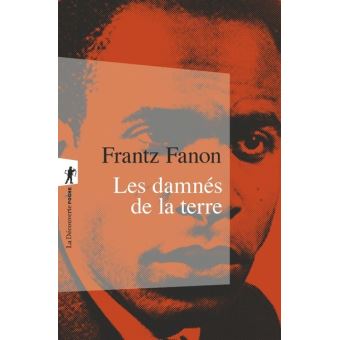 Frantz Fanon
Les damnés
de la terre
La Découverte poche